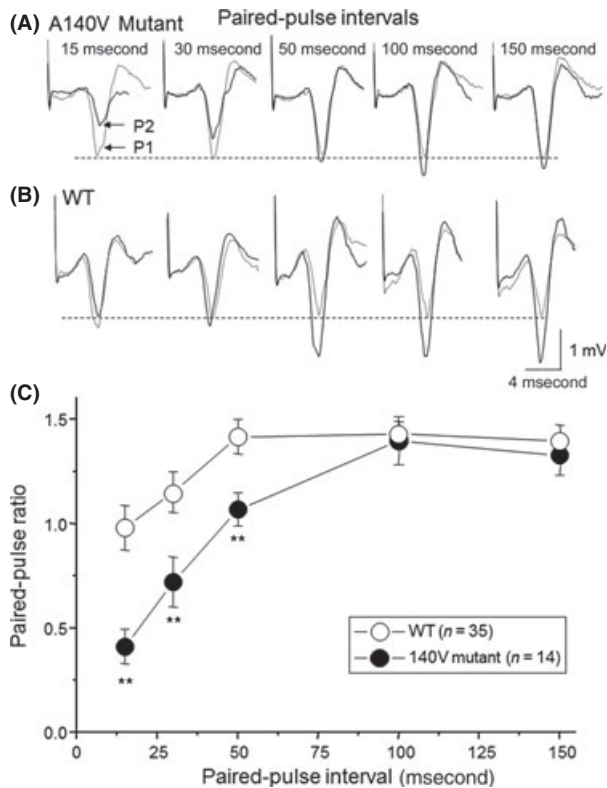 (A) A140V Mutant
Paired-pulse intervals
15 msecond 30 msecond 50 msecond 100 msecond 150 msecond
P2
P1
(B) WT
1 mV
4 msecond
(C)
1.5
1.0
0.5
0.0
Paired-pulse ratio
**
**
**
WT (n = 35)
140V mutant (n = 14)
0 25 50 75 100 125 150
Paired-pulse interval (msecond)